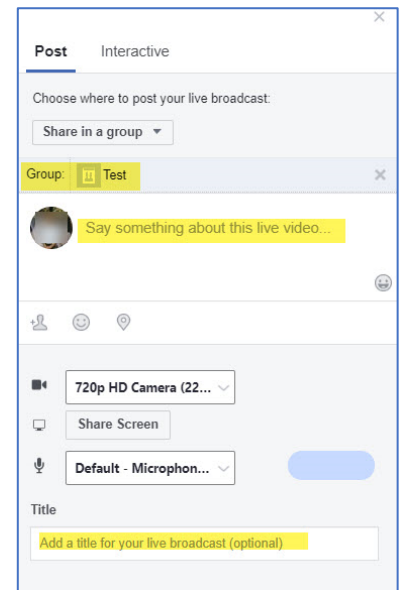 Post Interactive
Choose where to post your live broadcast:
Share in a group
Group: Test
Say something about this live video...
720p HD Camera (22...
Share Screen
Default - Microphon...
Title
Add a title for your live broadcast (optional)